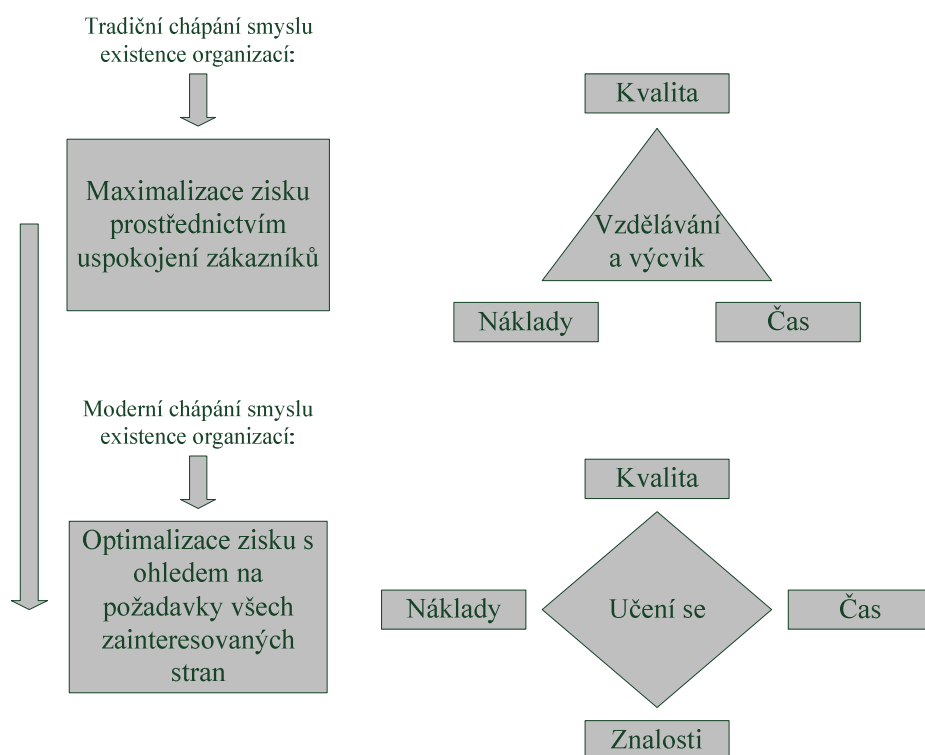 Tradiční chápání smyslu
existence organizací:
Maximalizace zisku
prostřednictvím
uspokojení zákazníků
Kvalita
Vzdělávání
a výcvik
Náklady
Čas
Moderní chápání smyslu
existence organizací:
Optimalizace zisku s
ohledem na
požadavky všech
zainteresovaných
stran
Kvalita
Náklady
Učení se
Čas
Znalosti